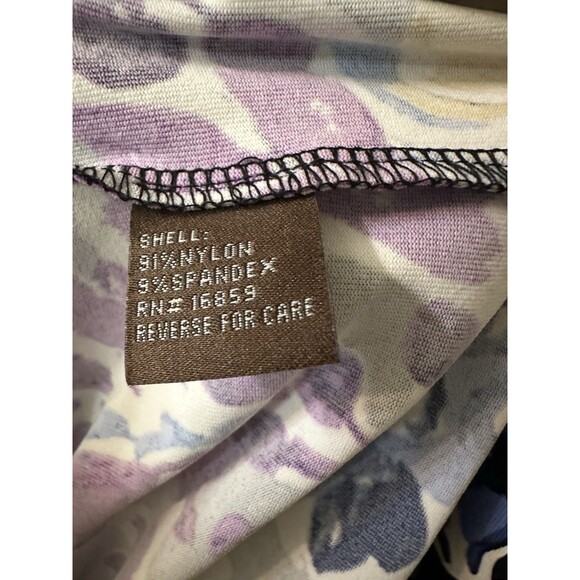 SHELL:
91%NYLON
9%SPANDEX
RN# 16859
REVERSE FOR CARE